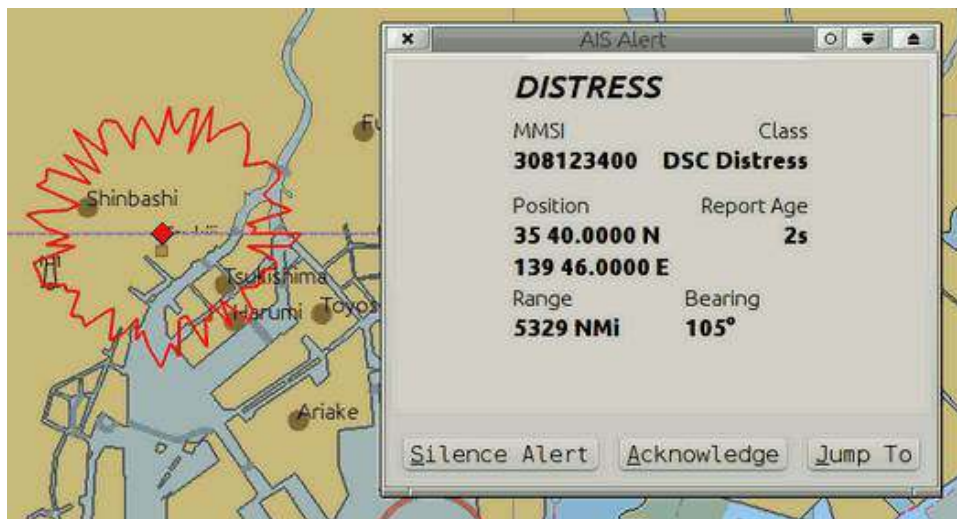 AIS Alert
DISTRESS
MMSI Class
308123400 DSC Distress
Position Report Age
35 40.0000 N 2s
139 46.0000 E
Range Bearing
5329 NMi 105°
Silence Alert Acknowledge Jump To
Fu
Shinbashi
Tsukishima
Harumi Toyos
Ariake